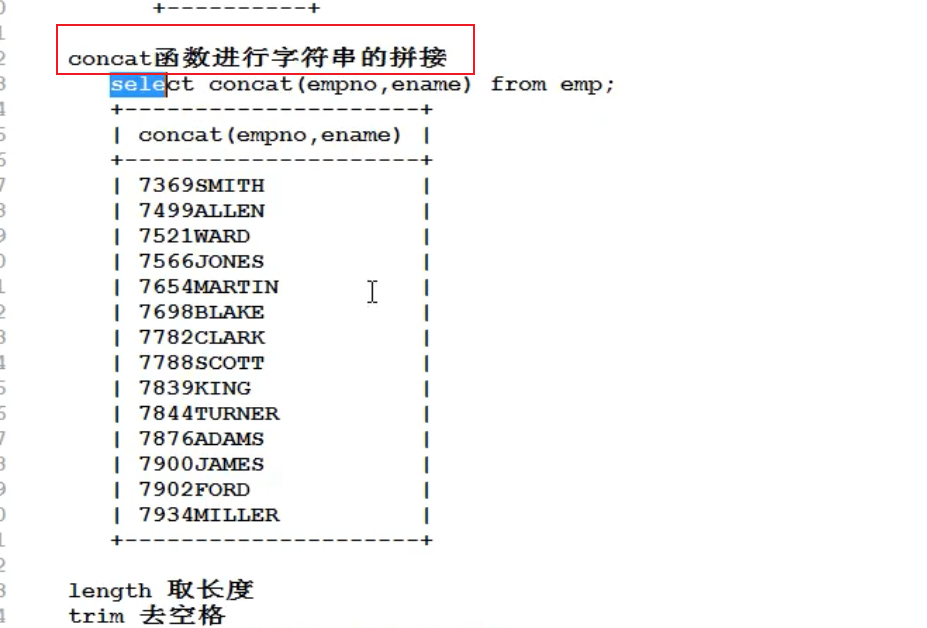 +----------+
concat函数进行字符串的拼接
select concat(empno,ename) from emp;
+---------------------+
| concat(empno,ename) |
+---------------------+
| 7369SMITH |
| 7499ALLEN |
| 7521WARD |
| 7566JONES |
| 7654MARTIN |
| 7698BLAKE |
| 7782CLARK |
| 7788SCOTT |
| 7839KING |
| 7844TURNER |
| 7876ADAMS |
| 7900JAMES |
| 7902FORD |
| 7934MILLER |
+---------------------+
length 取长度
trim 去空格